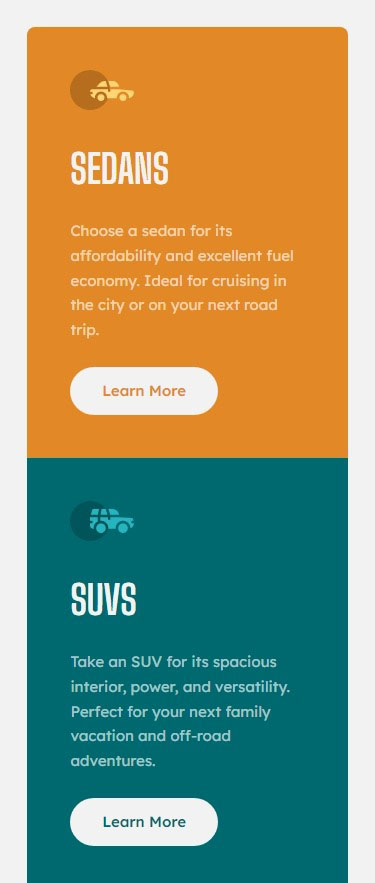 SEDANS
Choose a sedan for its
affordability and excellent fuel
economy. Ideal for cruising in
the city or on your next road
trip.
Learn More
SUVS
Take an SUV for its spacious
interior, power, and versatility.
Perfect for your next family
vacation and off-road
adventures.
Learn More